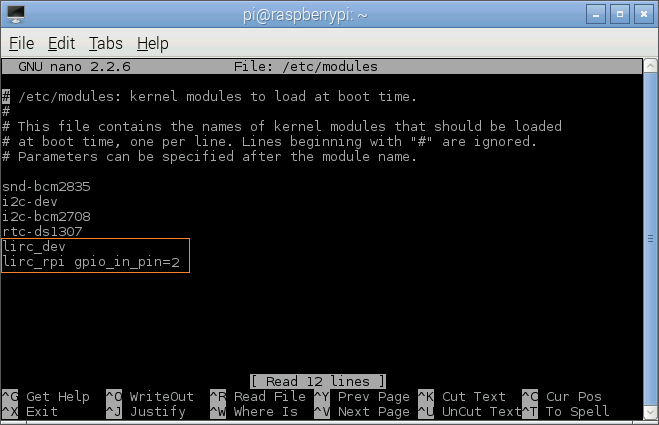 pi@raspberrypi: ~
File Edit Tabs Help
GNU nano 2.2.6 File: /etc/modules
# /etc/modules: kernel modules to load at boot time.
#
# This file contains the names of kernel modules that should be loaded
# at boot time, one per line. Lines beginning with "#" are ignored.
# Parameters can be specified after the module name.
snd-bcm2835
i2c-dev
i2c-bcm2708
rtc-ds1307
lirc_dev
lirc_rpi gpio_in_pin=2
[ Read 12 lines ]
^G Get Help ^O WriteOut ^R Read File ^Y Prev Page ^K Cut Text ^C Cur Pos
^X Exit ^J Justify ^W Where Is ^V Next Page ^U UnCut Text ^T To Spell